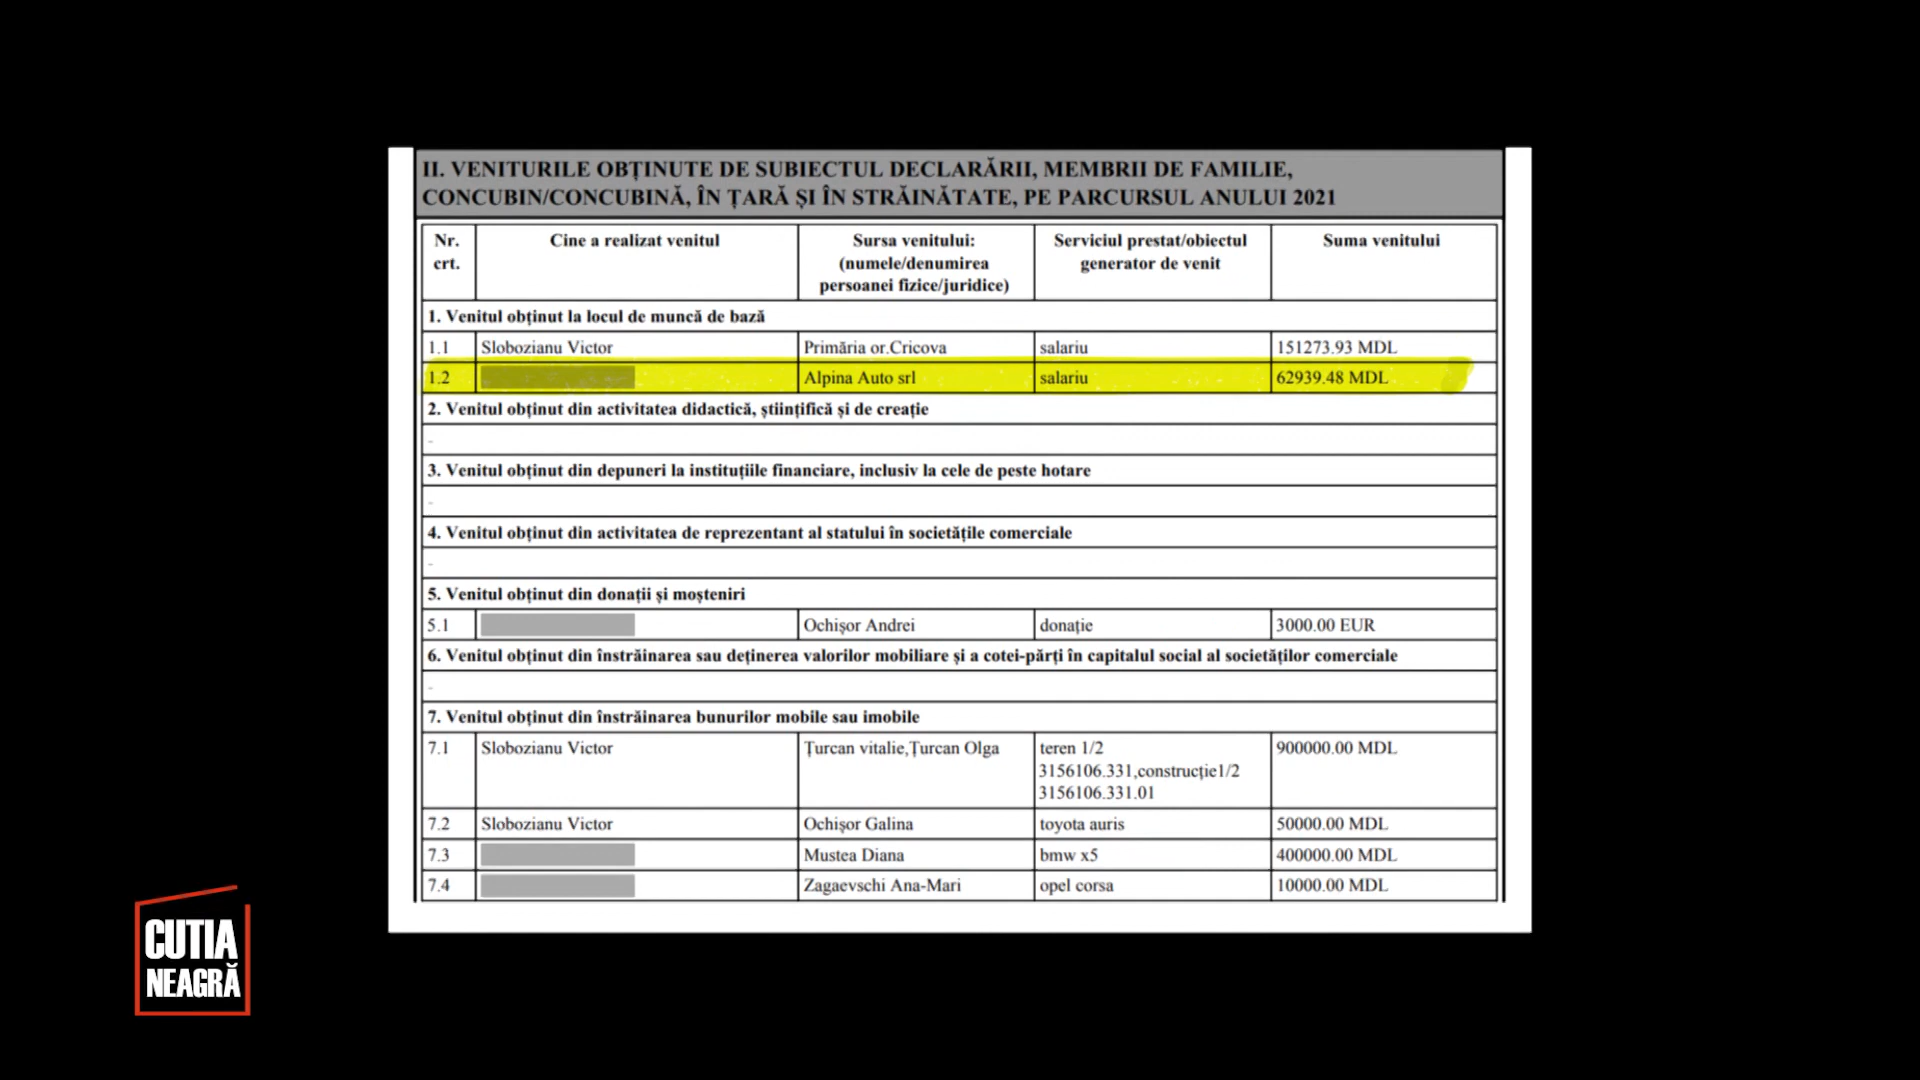 II. VENITURILE OBȚINUTE DE SUBIECTUL DECLARĂRII, MEMBRII DE FAMILIE,
CONCUBIN/CONCUBINĂ, ÎN ȚARĂ ȘI ÎN STRĂINĂTATE, PE PARCURSUL ANULUI 2021
Nr. crt. Cine a realizat venitul Sursa venitului: (numele/denumirea persoanei fizice/juridice) Serviciul prestat/obiectul generator de venit Suma venitului
1. Venitul obținut la locul de muncă de bază
1.1 Slobozianu Victor Primăria or.Cricova salariu 151273.93 MDL
1.2 Alpina Auto srl salariu 62939.48 MDL
2. Venitul obținut din activitatea didactică, științifică și de creație
-
3. Venitul obținut din depuneri la instituțiile financiare, inclusiv la cele de peste hotare
-
4. Venitul obținut din activitatea de reprezentant al statului în societățile comerciale
-
5. Venitul obținut din donații și moșteniri
5.1 Ochișor Andrei donație 3000.00 EUR
6. Venitul obținut din înstrăinarea sau deținerea valorilor mobiliare și a cotei-părți în capitalul social al societăților comerciale
-
7. Venitul obținut din înstrăinarea bunurilor mobile sau imobile
7.1 Slobozianu Victor Țurcan vitalie,Țurcan Olga teren 1/2 3156106.331,construcție1/2 3156106.331.01 900000.00 MDL
7.2 Slobozianu Victor Ochișor Galina toyota auris 50000.00 MDL
7.3 Mustea Diana bmw x5 400000.00 MDL
7.4 Zagaevschi Ana-Mari opel corsa 10000.00 MDL
CUTIA
NEAGRĂ